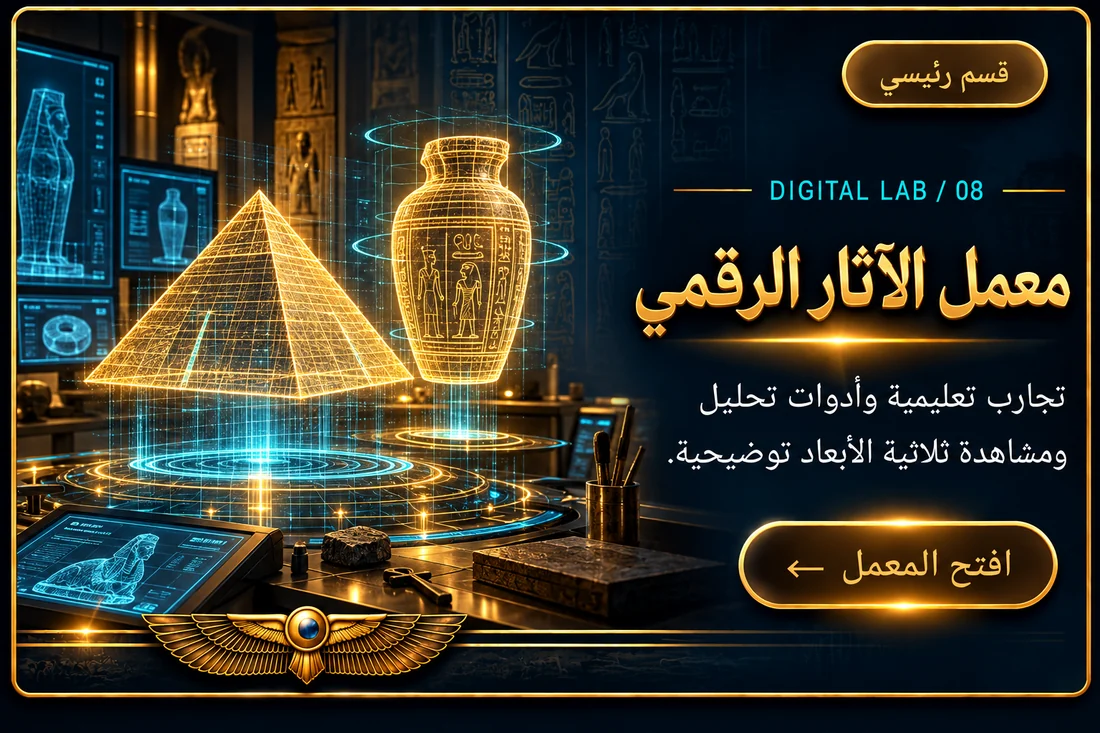 قسم رئيسي
DIGITAL LAB / 08
معمل الآثار الرقمي
تجارب تعليمية وأدوات تحليل
ومشاهدة ثلاثية الأبعاد توضيحية.
افتح المعمل ←